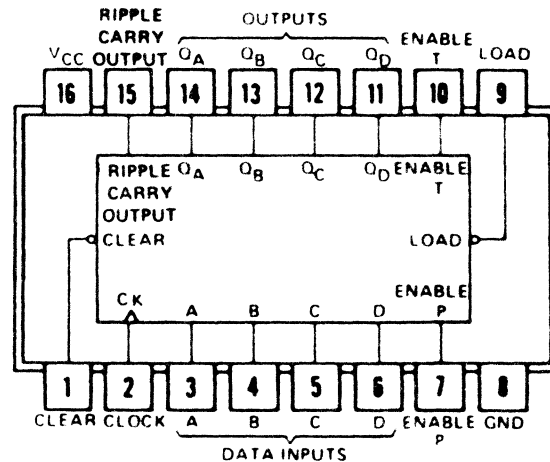 RIPPLE
CARRY
OUTPUT
OUTPUTS
VCC QA QB QC QD ENABLE T LOAD
16 15 14 13 12 11 10 9
RIPPLE CARRY OUTPUT QA QB QC QD ENABLE T
CLEAR LOAD
CK A B C D ENABLE P
1 2 3 4 5 6 7 8
CLEAR CLOCK A B C D ENABLE P GND
DATA INPUTS